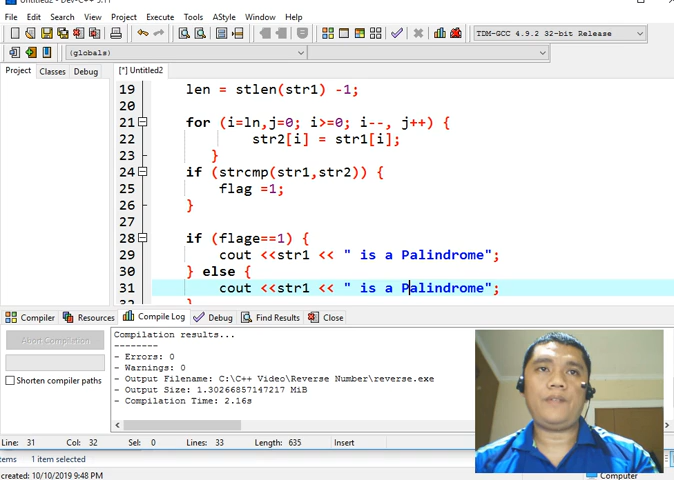 Untitled2 - Dev-C++ 5.11
File Edit Search View Project Execute Tools AStyle Window Help
TDM-GCC 4.9.2 32-bit Release
(globals)
Project Classes Debug
[*] Untitled2
19 len = stlen(str1) -1;
20
21 for (i=ln,j=0; i>=0; i--, j++) {
22 str2[i] = str1[i];
23 }
24 if (strcmp(str1,str2)) {
25 flag =1;
26 }
27
28 if (flage==1) {
29 cout <<str1 << " is a Palindrome";
30 } else {
31 cout <<str1 << " is a Palindrome";
32 }
Compiler Resources Compile Log Debug Find Results Close
Abort Compilation
Shorten compiler paths
Compilation results...
--------
- Errors: 0
- Warnings: 0
- Output Filename: C:\C++ Video\Reverse Number\reverse.exe
- Output Size: 1.30266857147217 MiB
- Compilation Time: 2.16s
Line: 31 Col: 32 Sel: 0 Lines: 33 Length: 635 Insert
1 item selected
created: 10/10/2019 9:48 PM
Computer